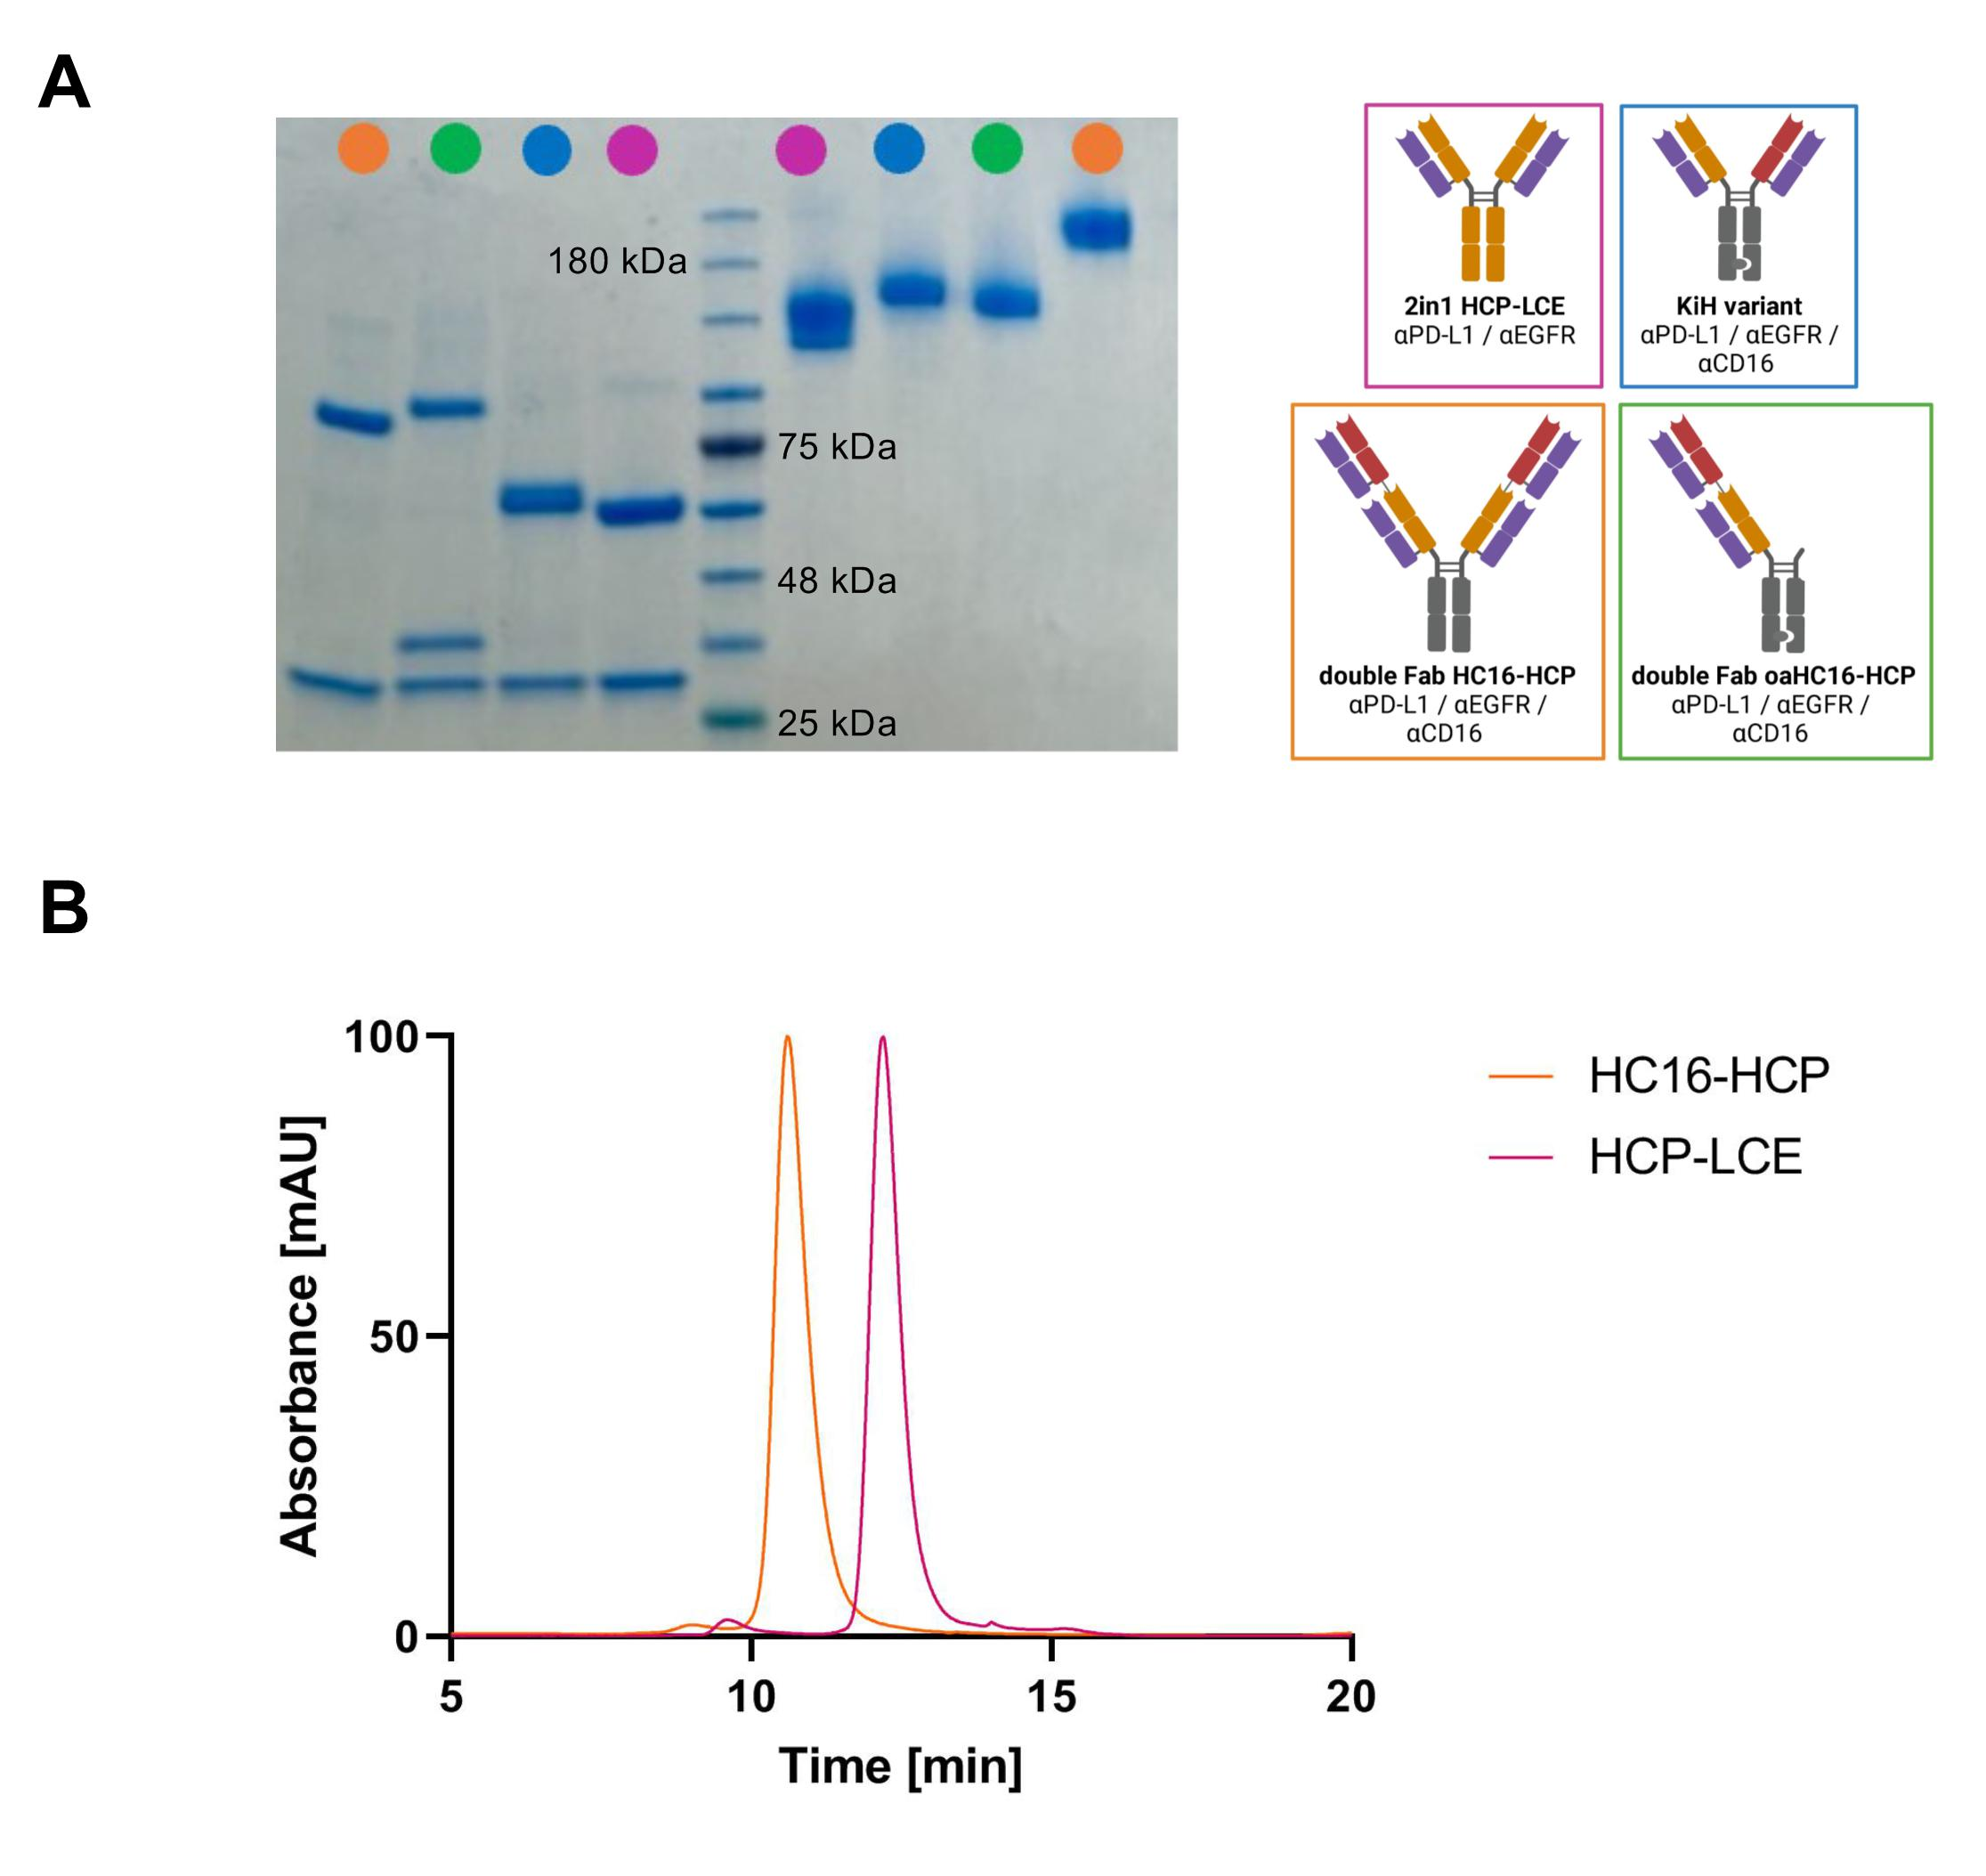 A
180 kDa
75 kDa
48 kDa
25 kDa
2in1 HCP-LCE
αPD-L1 / αEGFR
KiH variant
αPD-L1 / αEGFR /
αCD16
double Fab HC16-HCP
αPD-L1 / αEGFR /
αCD16
double Fab oaHC16-HCP
αPD-L1 / αEGFR /
αCD16
B
100
50
0
Absorbance [mAU]
5
10
15
20
Time [min]
HC16-HCP
HCP-LCE